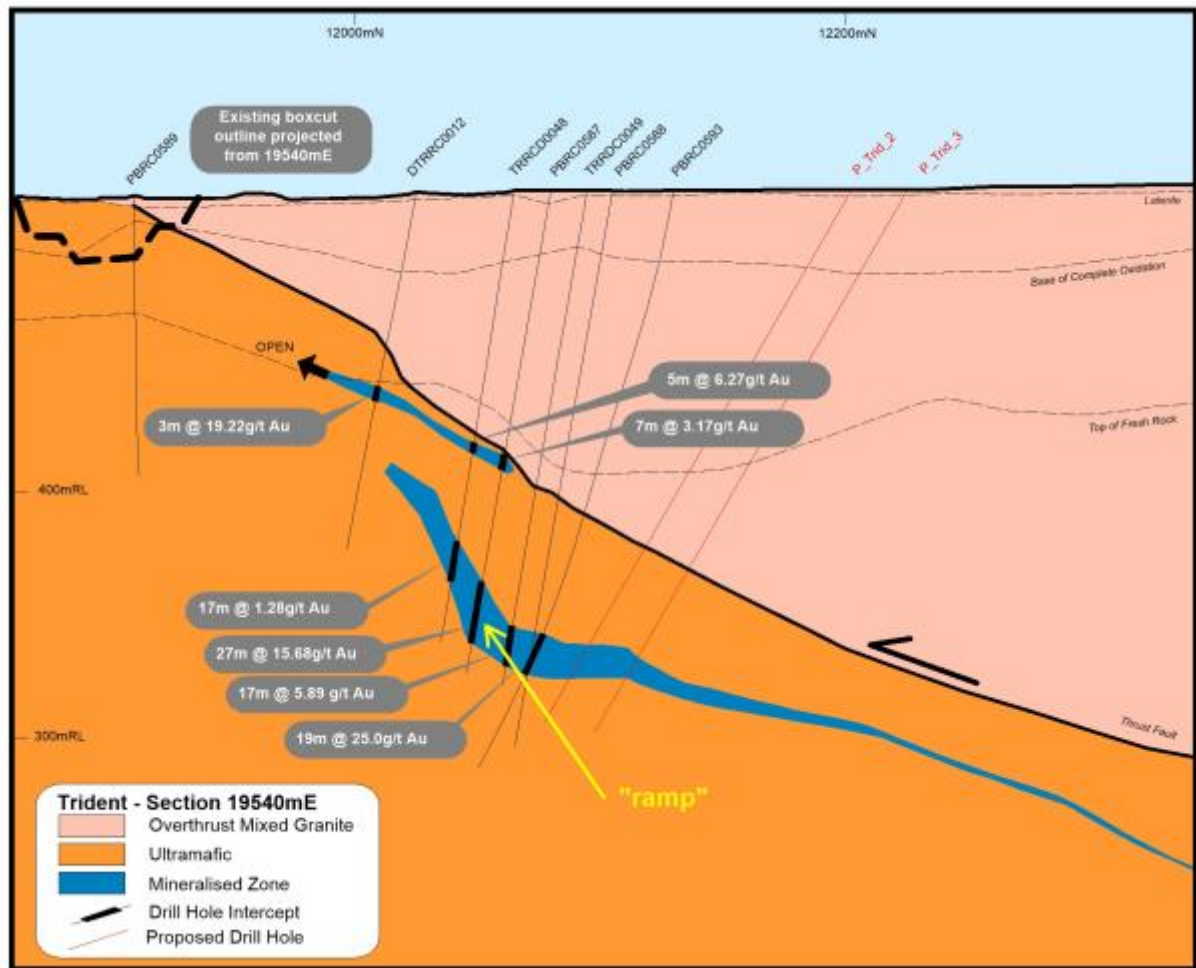 12000mN
12200mN
Existing boxcut
outline projected
from 19540mE
PBRC0589
DTRRC0012
TRRCD0048
PBRC0587
TRRDC0049
PBRC0588
PBRC0593
P_Trid_2
P_Trid_3
Laterite
Base of Complete Oxidation
OPEN
5m @ 6.27g/t Au
3m @ 19.22g/t Au
7m @ 3.17g/t Au
Top of Fresh Rock
400mRL
17m @ 1.28g/t Au
27m @ 15.68g/t Au
17m @ 5.89 g/t Au
19m @ 25.0g/t Au
300mRL
Thrust Fault
"ramp"
Trident - Section 19540mE
Overthrust Mixed Granite
Ultramafic
Mineralised Zone
Drill Hole Intercept
Proposed Drill Hole